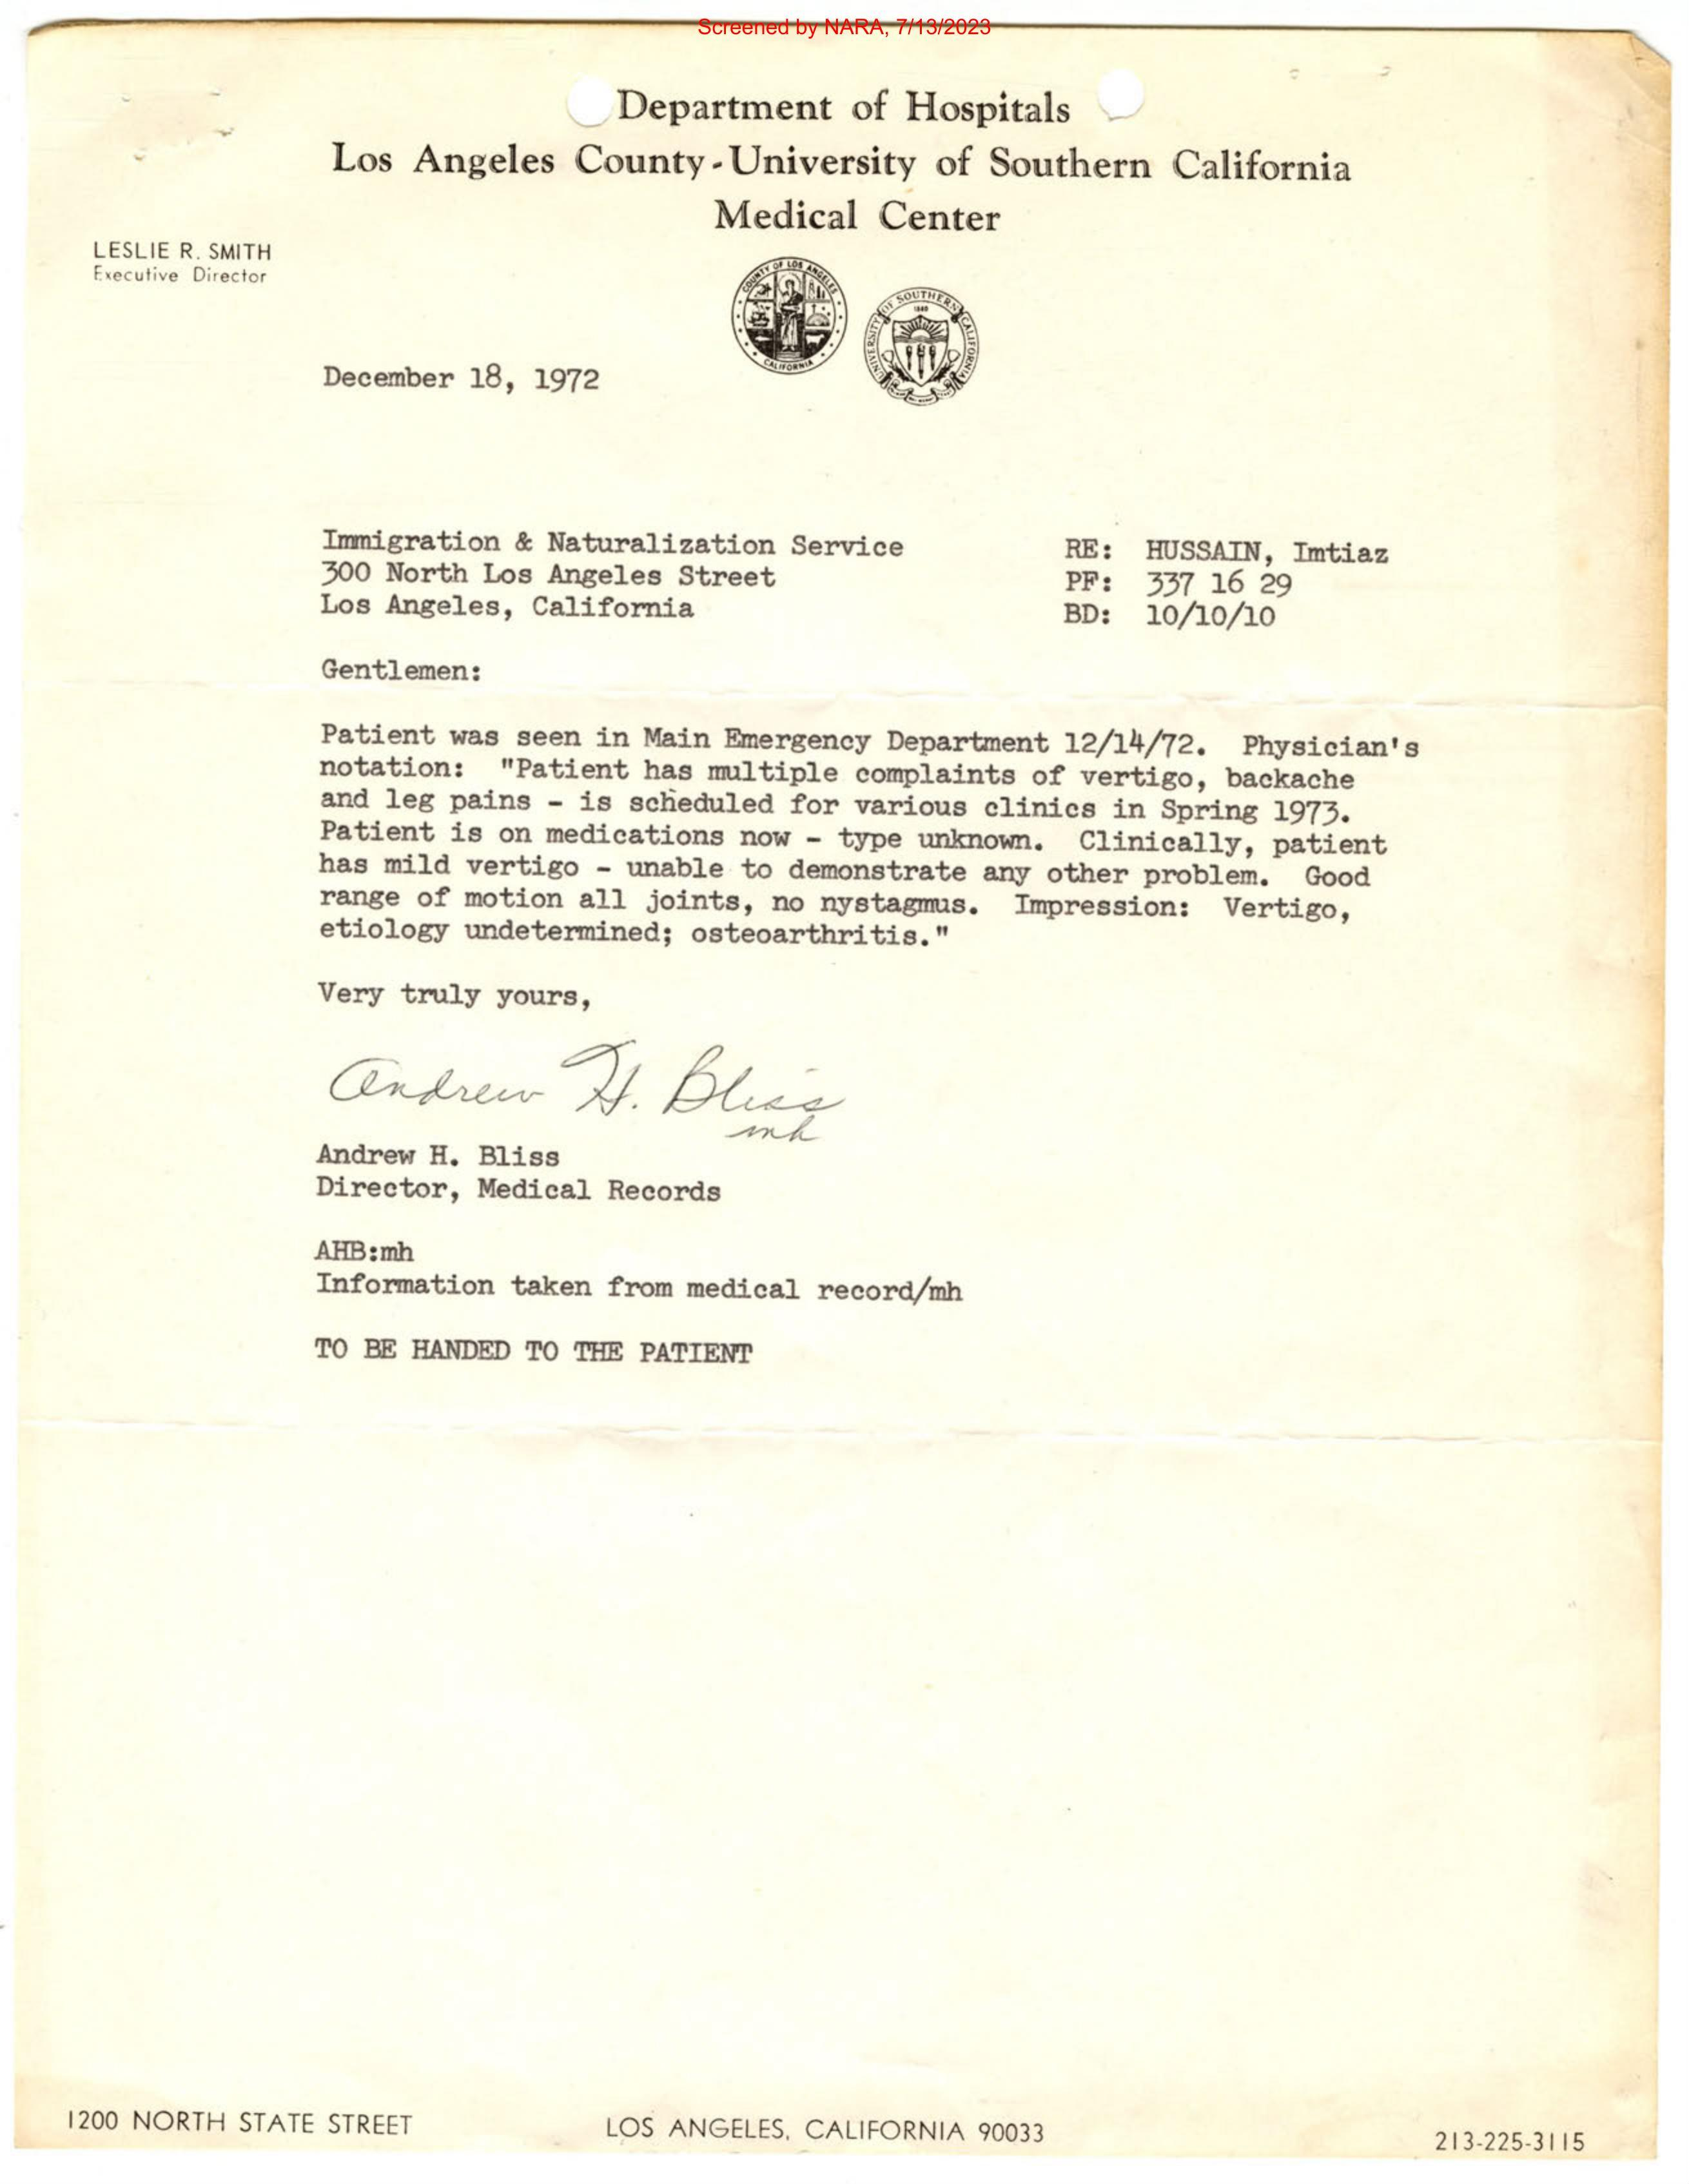 Screened by NARA, 7/13/2023
Department of Hospitals
Los Angeles County-University of Southern California
Medical Center
LESLIE R. SMITH
Executive Director
COUNTY OF LOS ANGELES
CALIFORNIA
UNIVERSITY OF SOUTHERN CALIFORNIA
1880
December 18, 1972
Immigration & Naturalization Service
300 North Los Angeles Street
Los Angeles, California
RE: HUSSAIN, Imtiaz
PF: 337 16 29
BD: 10/10/10
Gentlemen:
Patient was seen in Main Emergency Department 12/14/72. Physician's
notation: "Patient has multiple complaints of vertigo, backache
and leg pains - is scheduled for various clinics in Spring 1973.
Patient is on medications now - type unknown. Clinically, patient
has mild vertigo - unable to demonstrate any other problem. Good
range of motion all joints, no nystagmus. Impression: Vertigo,
etiology undetermined; osteoarthritis."
Very truly yours,
Andrew H. Bliss
mh
Andrew H. Bliss
Director, Medical Records
AHB:mh
Information taken from medical record/mh
TO BE HANDED TO THE PATIENT
1200 NORTH STATE STREET
LOS ANGELES, CALIFORNIA 90033
213-225-3115